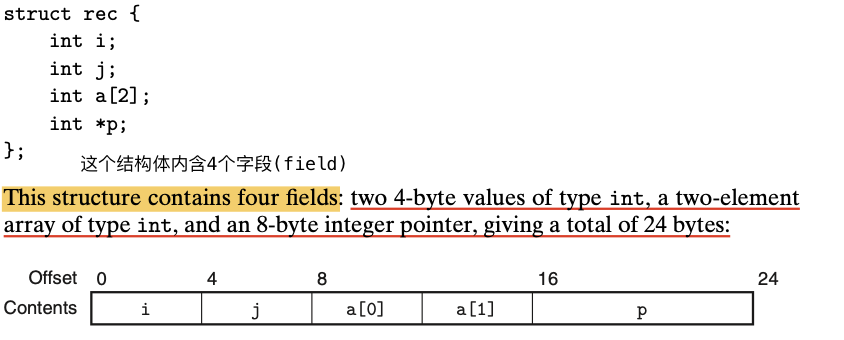 struct rec {
    int i;
    int j;
    int a[2];
    int *p;
};
这个结构体内含4个字段(field)
This structure contains four fields: two 4-byte values of type int, a two-element
array of type int, and an 8-byte integer pointer, giving a total of 24 bytes:
Offset 0 4 8 16 24
Contents i j a[0] a[1] p